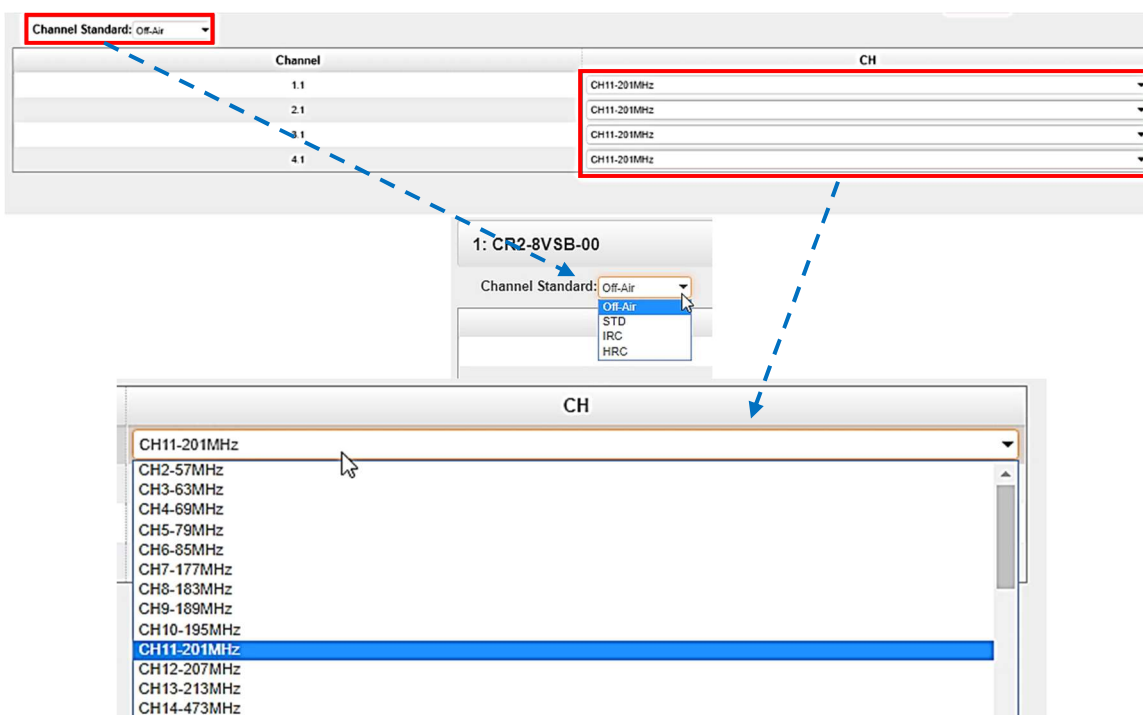 Channel Standard: Off-Air
Channel CH
1.1 CH11-201MHz
2.1 CH11-201MHz
3.1 CH11-201MHz
4.1 CH11-201MHz
1: CR2-8VSB-00
Channel Standard: Off-Air
Off-Air
STD
IRC
HRC
CH
CH11-201MHz
CH2-57MHz
CH3-63MHz
CH4-69MHz
CH5-79MHz
CH6-85MHz
CH7-177MHz
CH8-183MHz
CH9-189MHz
CH10-195MHz
CH11-201MHz
CH12-207MHz
CH13-213MHz
CH14-473MHz